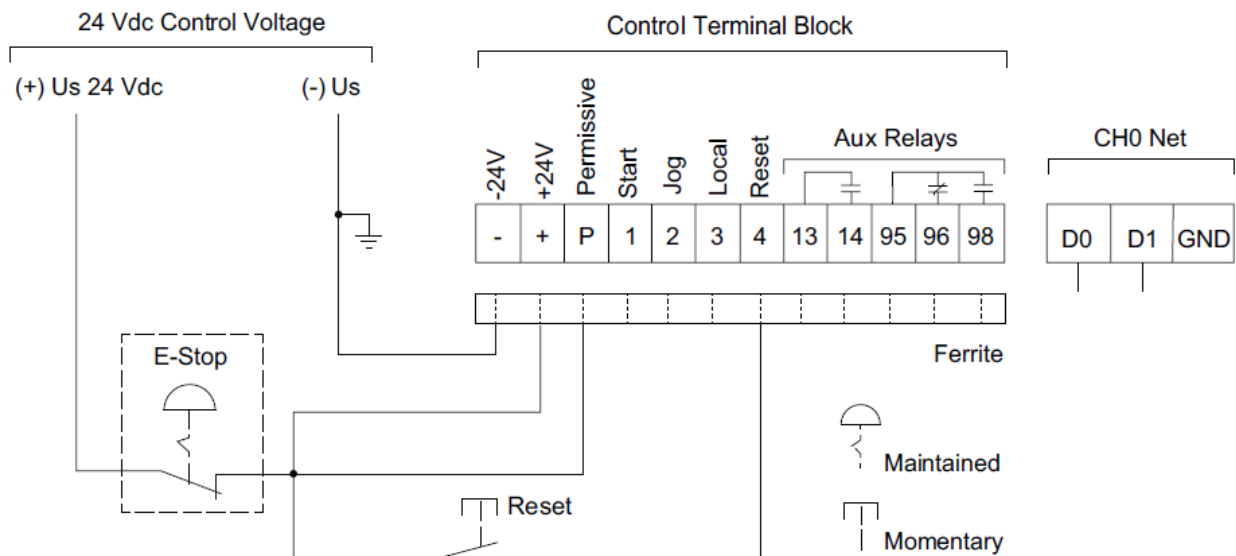 24 Vdc Control Voltage
Control Terminal Block
(+) Us 24 Vdc
(-) Us
-24V
+24V
Permissive
Start
Jog
Local
Reset
Aux Relays
CH0 Net
- + P 1 2 3 4 13 14 95 96 98
D0 D1 GND
Ferrite
E-Stop
Maintained
Reset
Momentary